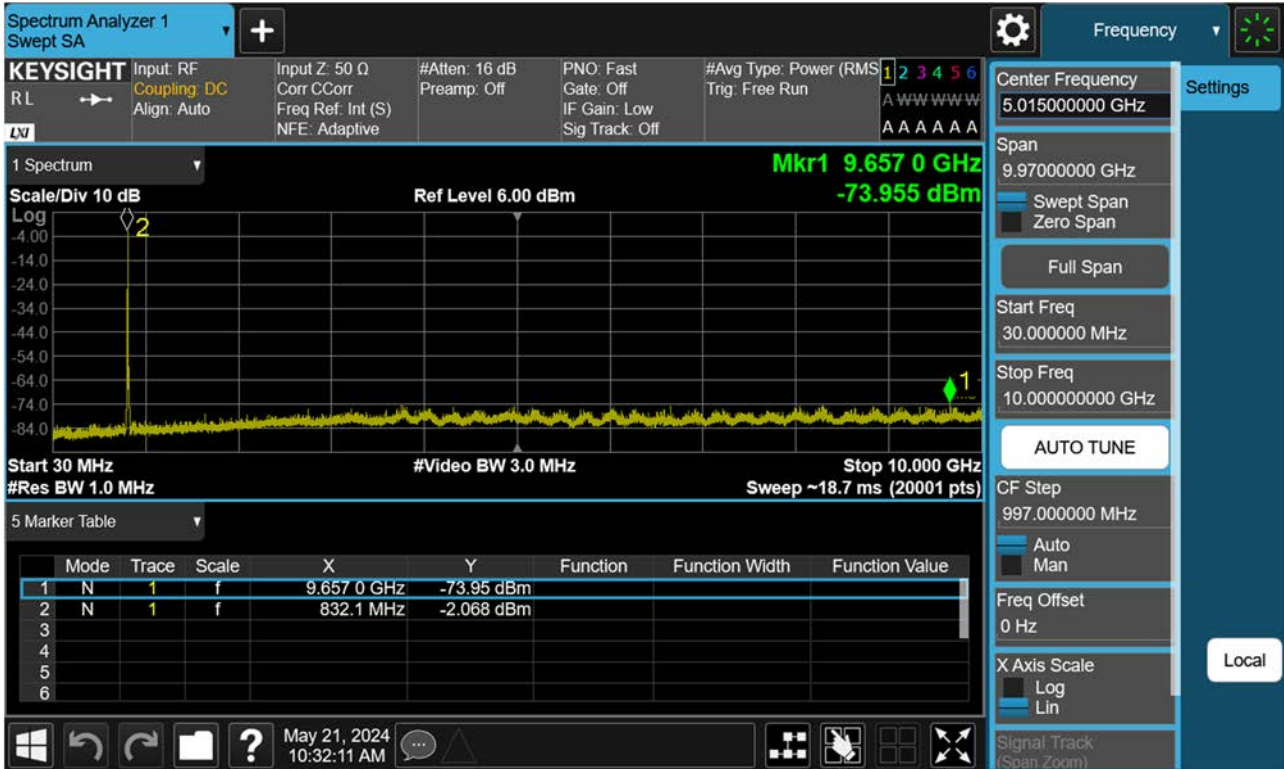 Spectrum Analyzer 1
Swept SA
Frequency
KEYSIGHT
RL
LXI
Input: RF
Coupling: DC
Align: Auto
Input Z: 50 Ω
Corr CCorr
Freq Ref: Int (S)
NFE: Adaptive
#Atten: 16 dB
Preamp: Off
PNO: Fast
Gate: Off
IF Gain: Low
Sig Track: Off
#Avg Type: Power (RMS
Trig: Free Run
1 2 3 4 5 6
A W W W W W
A A A A A A
1 Spectrum
Scale/Div 10 dB
Ref Level 6.00 dBm
Mkr1 9.657 0 GHz
-73.955 dBm
Log
-4.00
-14.0
-24.0
-34.0
-44.0
-54.0
-64.0
-74.0
-84.0
2
1
Start 30 MHz
#Video BW 3.0 MHz
Stop 10.000 GHz
#Res BW 1.0 MHz
Sweep ~18.7 ms (20001 pts)
5 Marker Table
Mode Trace Scale X Y Function Function Width Function Value
1 N 1 f 9.657 0 GHz -73.95 dBm
2 N 1 f 832.1 MHz -2.068 dBm
3
4
5
6
May 21, 2024
10:32:11 AM
Center Frequency
5.015000000 GHz
Settings
Span
9.97000000 GHz
Swept Span
Zero Span
Full Span
Start Freq
30.000000 MHz
Stop Freq
10.000000000 GHz
AUTO TUNE
CF Step
997.000000 MHz
Auto
Man
Freq Offset
0 Hz
X Axis Scale
Log
Lin
Local
Signal Track
(Span Zoom)